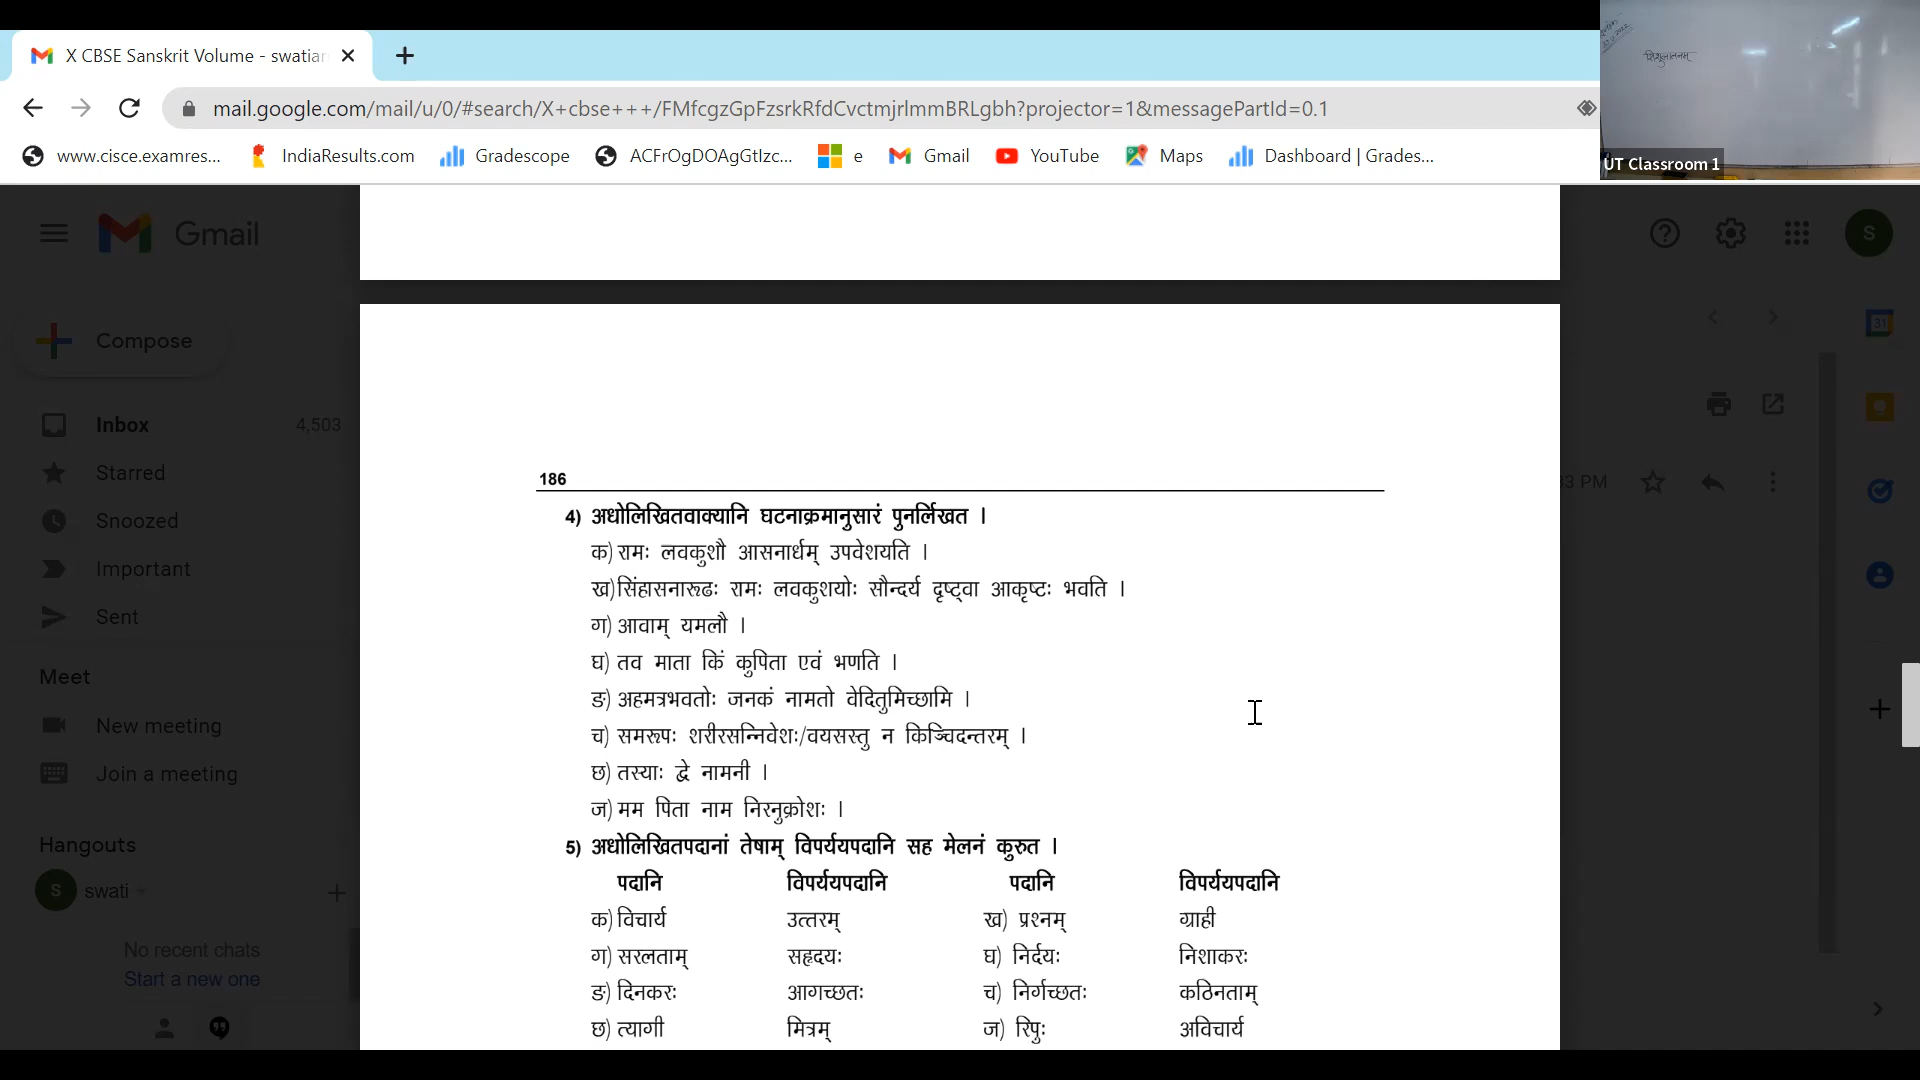 X CBSE Sanskrit Volume - swatiar
mail.google.com/mail/u/0/#search/X+cbse+++/FMfcgzGpFzsrkRfdCvctmjrlmmBRLgbh?projector=1&messagePartId=0.1
www.cisce.examres... IndiaResults.com Gradescope ACFrOgDOAgGtIzc... e Gmail YouTube Maps Dashboard | Grades...
UT Classroom 1
Gmail
S
Compose
31
Inbox 4,503
Starred
3 PM
Snoozed
Important
Sent
Meet
New meeting
Join a meeting
Hangouts
S swati
No recent chats
Start a new one
186
4) अधोलिखितवाक्यानि घटनाक्रमानुसारं पुनर्लिखत ।
क) रामः लवकुशौ आसनार्धम् उपवेशयति ।
ख) सिंहासनारूढः रामः लवकुशयोः सौन्दर्य दृष्ट्वा आकृष्टः भवति ।
ग) आवाम् यमलौ ।
घ) तव माता किं कुपिता एवं भणति ।
ङ) अहमत्रभवतोः जनकं नामतो वेदितुमिच्छामि ।
च) समरूपः शरीरसन्निवेशः/वयसस्तु न किञ्चिदन्तरम् ।
छ) तस्याः द्वे नामनी ।
ज) मम पिता नाम निरनुक्रोशः ।
5) अधोलिखितपदानां तेषाम् विपर्ययपदानि सह मेलनं कुरुत ।
पदानि विपर्ययपदानि पदानि विपर्ययपदानि
क) विचार्य उत्तरम् ख) प्रश्नम् ग्राही
ग) सरलताम् सहृदयः घ) निर्दयः निशाकरः
ङ) दिनकरः आगच्छतः च) निर्गच्छतः कठिनताम्
छ) त्यागी मित्रम् ज) रिपुः अविचार्य